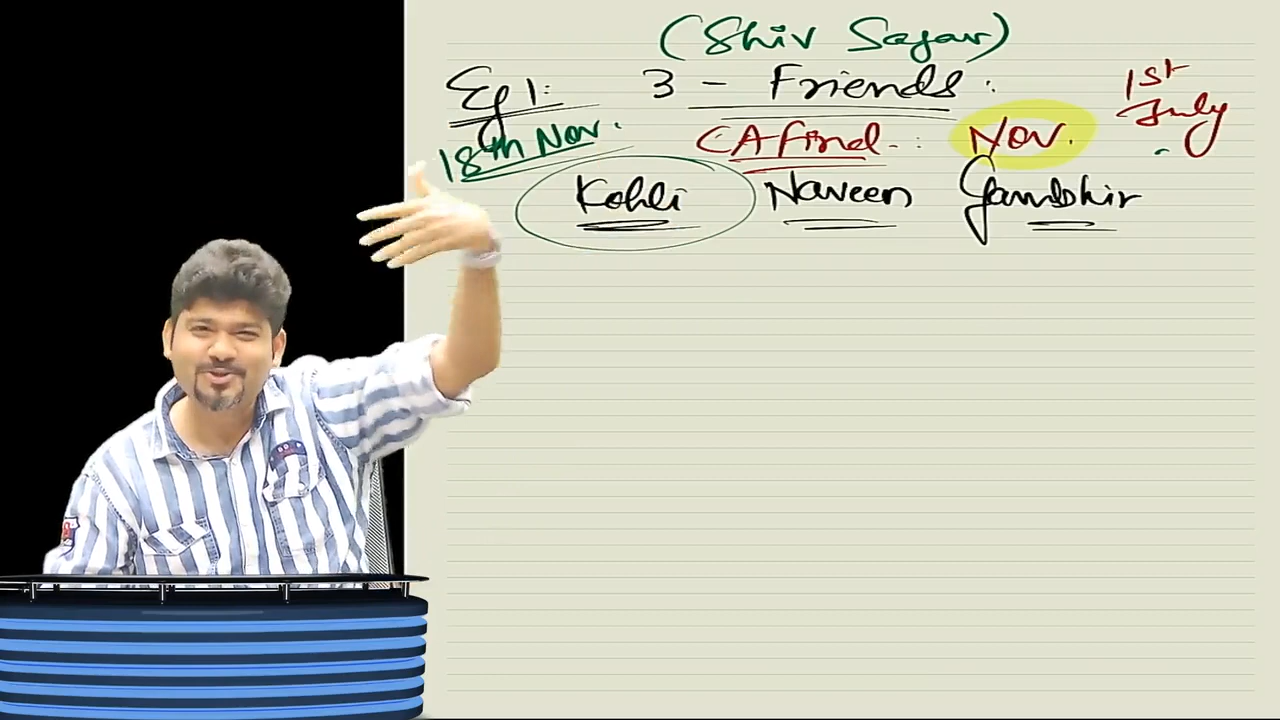 (Shiv Sagar)
Eg 1: 3 - Friends:
1st July
18th Nov. CA Final: Nov.
Kohli Naveen Gambhir